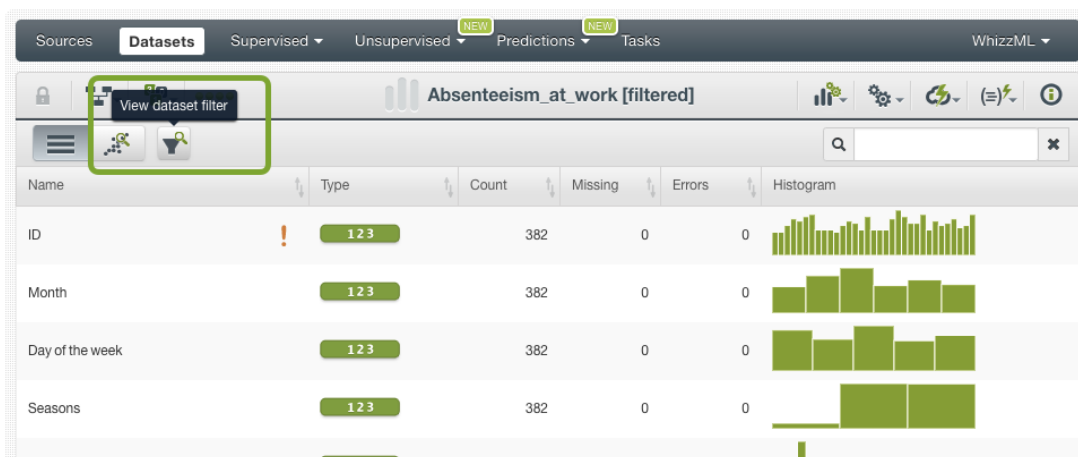 NEW NEW
Sources Datasets Supervised Unsupervised Predictions Tasks WhizzML
View dataset filter
Absenteeism_at_work [filtered]
Name Type Count Missing Errors Histogram
ID ! 123 382 0 0
Month 123 382 0 0
Day of the week 123 382 0 0
Seasons 123 382 0 0